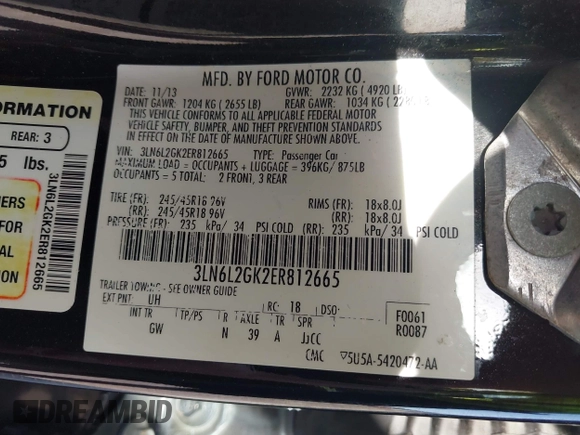 MFD. BY FORD MOTOR CO.
DATE: 11/13 GVWR: 2232 KG ( 4920 LB)
FRONT GAWR: 1204 KG ( 2655 LB) REAR GAWR: 1034 KG
THIS VEHICLE CONFORMS TO ALL APPLICABLE FEDERAL MOTOR
VEHICLE SAFETY, BUMPER, AND THEFT PREVENTION STANDARDS
IN EFFECT ON THE DATE OF MANUFACTURE SHOWN ABOVE.
VIN: 3LN6L2GK2ER812665 TYPE: Passenger Car
MAXIMUM LOAD = OCCUPANTS + LUGGAGE = 396KG/ 875LB
OCCUPANTS = 5 TOTAL: 2 FRONT, 3 REAR
TIRE (FR): 245/45R18 96V RIMS (FR): 18x8.0J
(RR): 245/45R18 96V (RR): 18x8.0J
PRESSURE (FR): 235 kPa/ 34 PSI COLD (RR): 235 kPa/ 34 PSI COLD
3LN6L2GK2ER812665
TRAILER TOWING - SEE OWNER GUIDE
EXT PNT: UH RC: 18 DSO: F0061
INT TR TP/PS R AXLE TR SPR R0087
GW N 39 A JJCC
CMC ▽5U5A-5420472-AA
ORMATION
REAR: 3
5 lbs.
NERS
FOR
AL
TION
3LN6L2GK2ER812665
DREAMBID